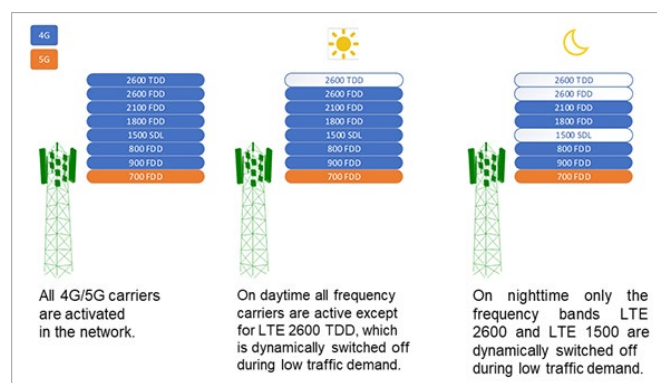 4G
5G
2600 TDD
2600 FDD
2100 FDD
1800 FDD
1500 SDL
800 FDD
900 FDD
700 FDD
All 4G/5G carriers
are activated
in the network.
2600 TDD
2600 FDD
2100 FDD
1800 FDD
1500 SDL
800 FDD
900 FDD
700 FDD
On daytime all frequency
carriers are active except
for LTE 2600 TDD, which
is dynamically switched off
during low traffic demand.
2600 TDD
2600 FDD
2100 FDD
1800 FDD
1500 SDL
800 FDD
900 FDD
700 FDD
On nighttime only the
frequency bands LTE
2600 and LTE 1500 are
dynamically switched off
during low traffic demand.